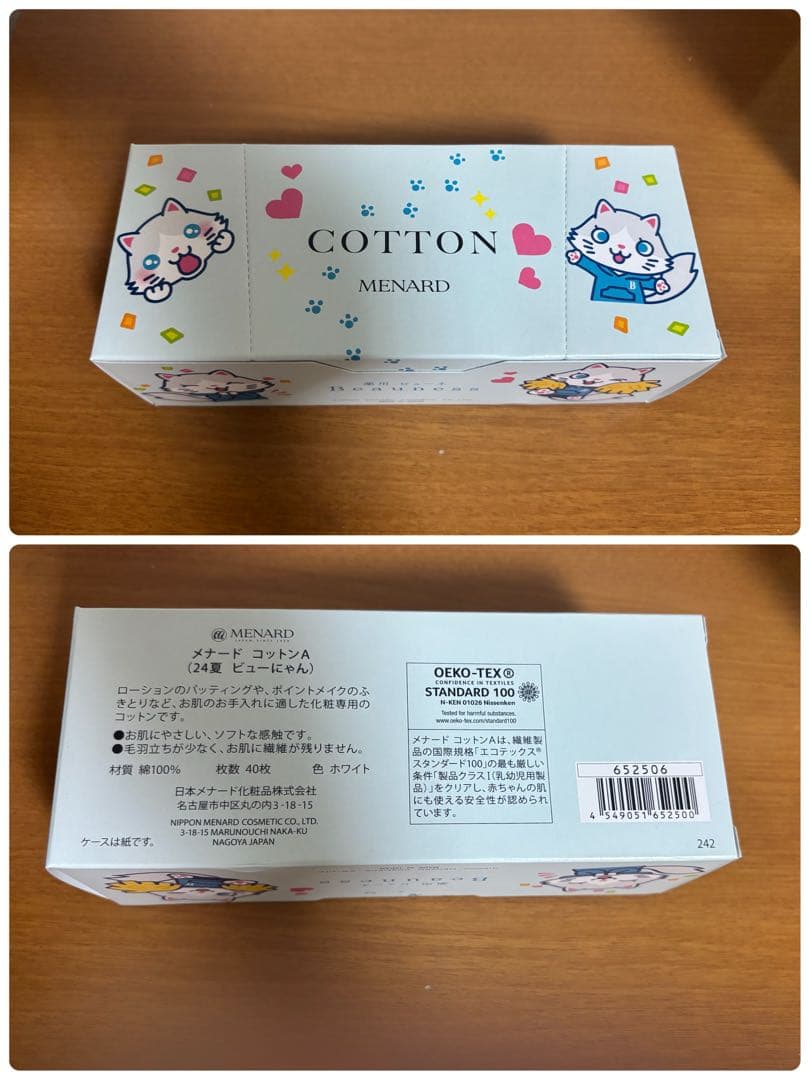 COTTON
MENARD
薬用 ビューネ
Beauness
B
MENARD
JAPAN, SINCE 1959
メナード コットンA
(24夏 ビューにゃん)
ローションのパッティングや、ポイントメイクのふ
きとりなど、お肌のお手入れに適した化粧専用の
コットンです。
●お肌にやさしい、ソフトな感触です。
●毛羽立ちが少なく、お肌に繊維が残りません。
材質 綿100% 枚数 40枚 色 ホワイト
日本メナード化粧品株式会社
名古屋市中区丸の内3-18-15
NIPPON MENARD COSMETIC CO., LTD.
3-18-15 MARUNOUCHI NAKA-KU
NAGOYA JAPAN
ケースは紙です。
OEKO-TEX®
CONFIDENCE IN TEXTILES
STANDARD 100
N-KEN 01026 Nissenken
Tested for harmful substances.
www.oeko-tex.com/standard100
メナード コットンAは、繊維製
品の国際規格「エコテックス®
スタンダード100」の最も厳しい
条件「製品クラスI(乳幼児用製
品)」をクリアし、赤ちゃんの肌
にも使える安全性が認められ
ています。
652506
4 549051 652500
242
Beauness